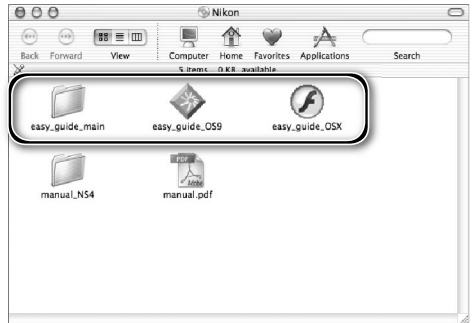 Nikon
Back Forward View Computer Home Favorites Applications Search
5 items, 0 KB available
easy_guide_main easy_guide_OS9 easy_guide_OSX
PDF
Adobe
manual_NS4 manual.pdf